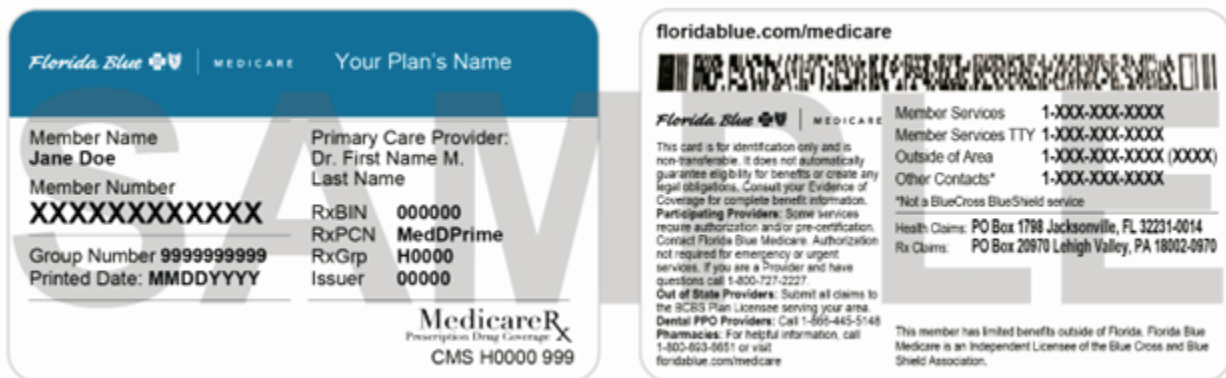 Florida Blue | MEDICARE Your Plan's Name
Member Name
Jane Doe
Member Number
XXXXXXXXXXXX
Group Number 9999999999
Printed Date: MMDDYYYY
Primary Care Provider:
Dr. First Name M.
Last Name
RxBIN 000000
RxPCN MedDPrime
RxGrp H0000
Issuer 00000
MedicareRx
Prescription Drug Coverage
CMS H0000 999
floridablue.com/medicare
Florida Blue | MEDICARE
This card is for identification only and is
non-transferable. It does not automatically
guarantee eligibility for benefits or create any
legal obligations. Consult your Evidence of
Coverage for complete benefit information.
Participating Providers: Some services
require authorization and/or pre-certification.
Contact Florida Blue Medicare. Authorization
not required for emergency or urgent
services. If you are a Provider and have
questions call 1-800-727-2227.
Out of State Providers: Submit all claims to
the BCBS Plan Licensee serving your area.
Dental PPO Providers: Call 1-866-445-5148
Pharmacies: For helpful information, call
1-800-693-6651 or visit
floridablue.com/medicare
Member Services 1-XXX-XXX-XXXX
Member Services TTY 1-XXX-XXX-XXXX
Outside of Area 1-XXX-XXX-XXXX (XXXX)
Other Contacts* 1-XXX-XXX-XXXX
*Not a BlueCross BlueShield service
Health Claims: PO Box 1798 Jacksonville, FL 32231-0014
Rx Claims: PO Box 20970 Lehigh Valley, PA 18002-0970
This member has limited benefits outside of Florida. Florida Blue
Medicare is an Independent Licensee of the Blue Cross and Blue
Shield Association.
SAMPLE